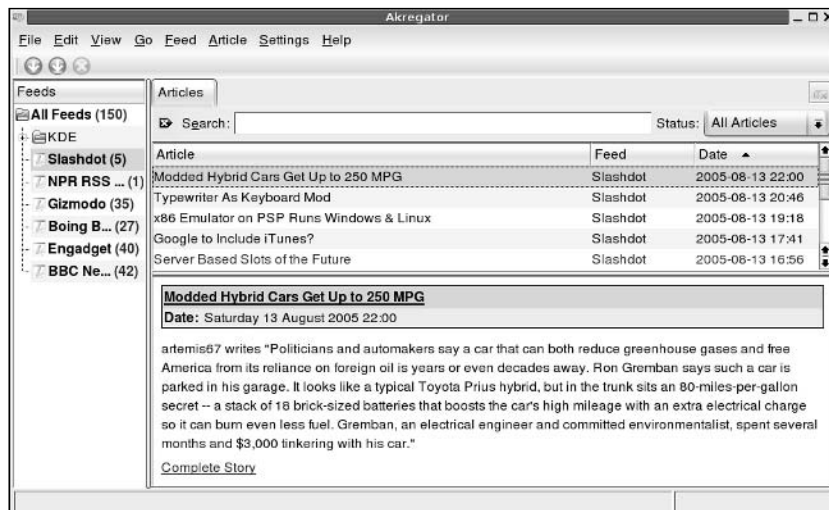 Akregator
File Edit View Go Feed Article Settings Help
Feeds
All Feeds (150)
KDE
Slashdot (5)
NPR RSS ... (1)
Gizmodo (35)
Boing B... (27)
Engadget (40)
BBC Ne... (42)
Articles
Search: Status: All Articles
Article Feed Date
Modded Hybrid Cars Get Up to 250 MPG Slashdot 2005-08-13 22:00
Typewriter As Keyboard Mod Slashdot 2005-08-13 20:46
x86 Emulator on PSP Runs Windows & Linux Slashdot 2005-08-13 19:18
Google to Include iTunes? Slashdot 2005-08-13 17:41
Server Based Slots of the Future Slashdot 2005-08-13 16:56
Modded Hybrid Cars Get Up to 250 MPG
Date: Saturday 13 August 2005 22:00
artemis67 writes "Politicians and automakers say a car that can both reduce greenhouse gases and free
America from its reliance on foreign oil is years or even decades away. Ron Gremban says such a car is
parked in his garage. It looks like a typical Toyota Prius hybrid, but in the trunk sits an 80-miles-per-gallon
secret -- a stack of 18 brick-sized batteries that boosts the car's high mileage with an extra electrical charge
so it can burn even less fuel. Gremban, an electrical engineer and committed environmentalist, spent several
months and $3,000 tinkering with his car."
Complete Story